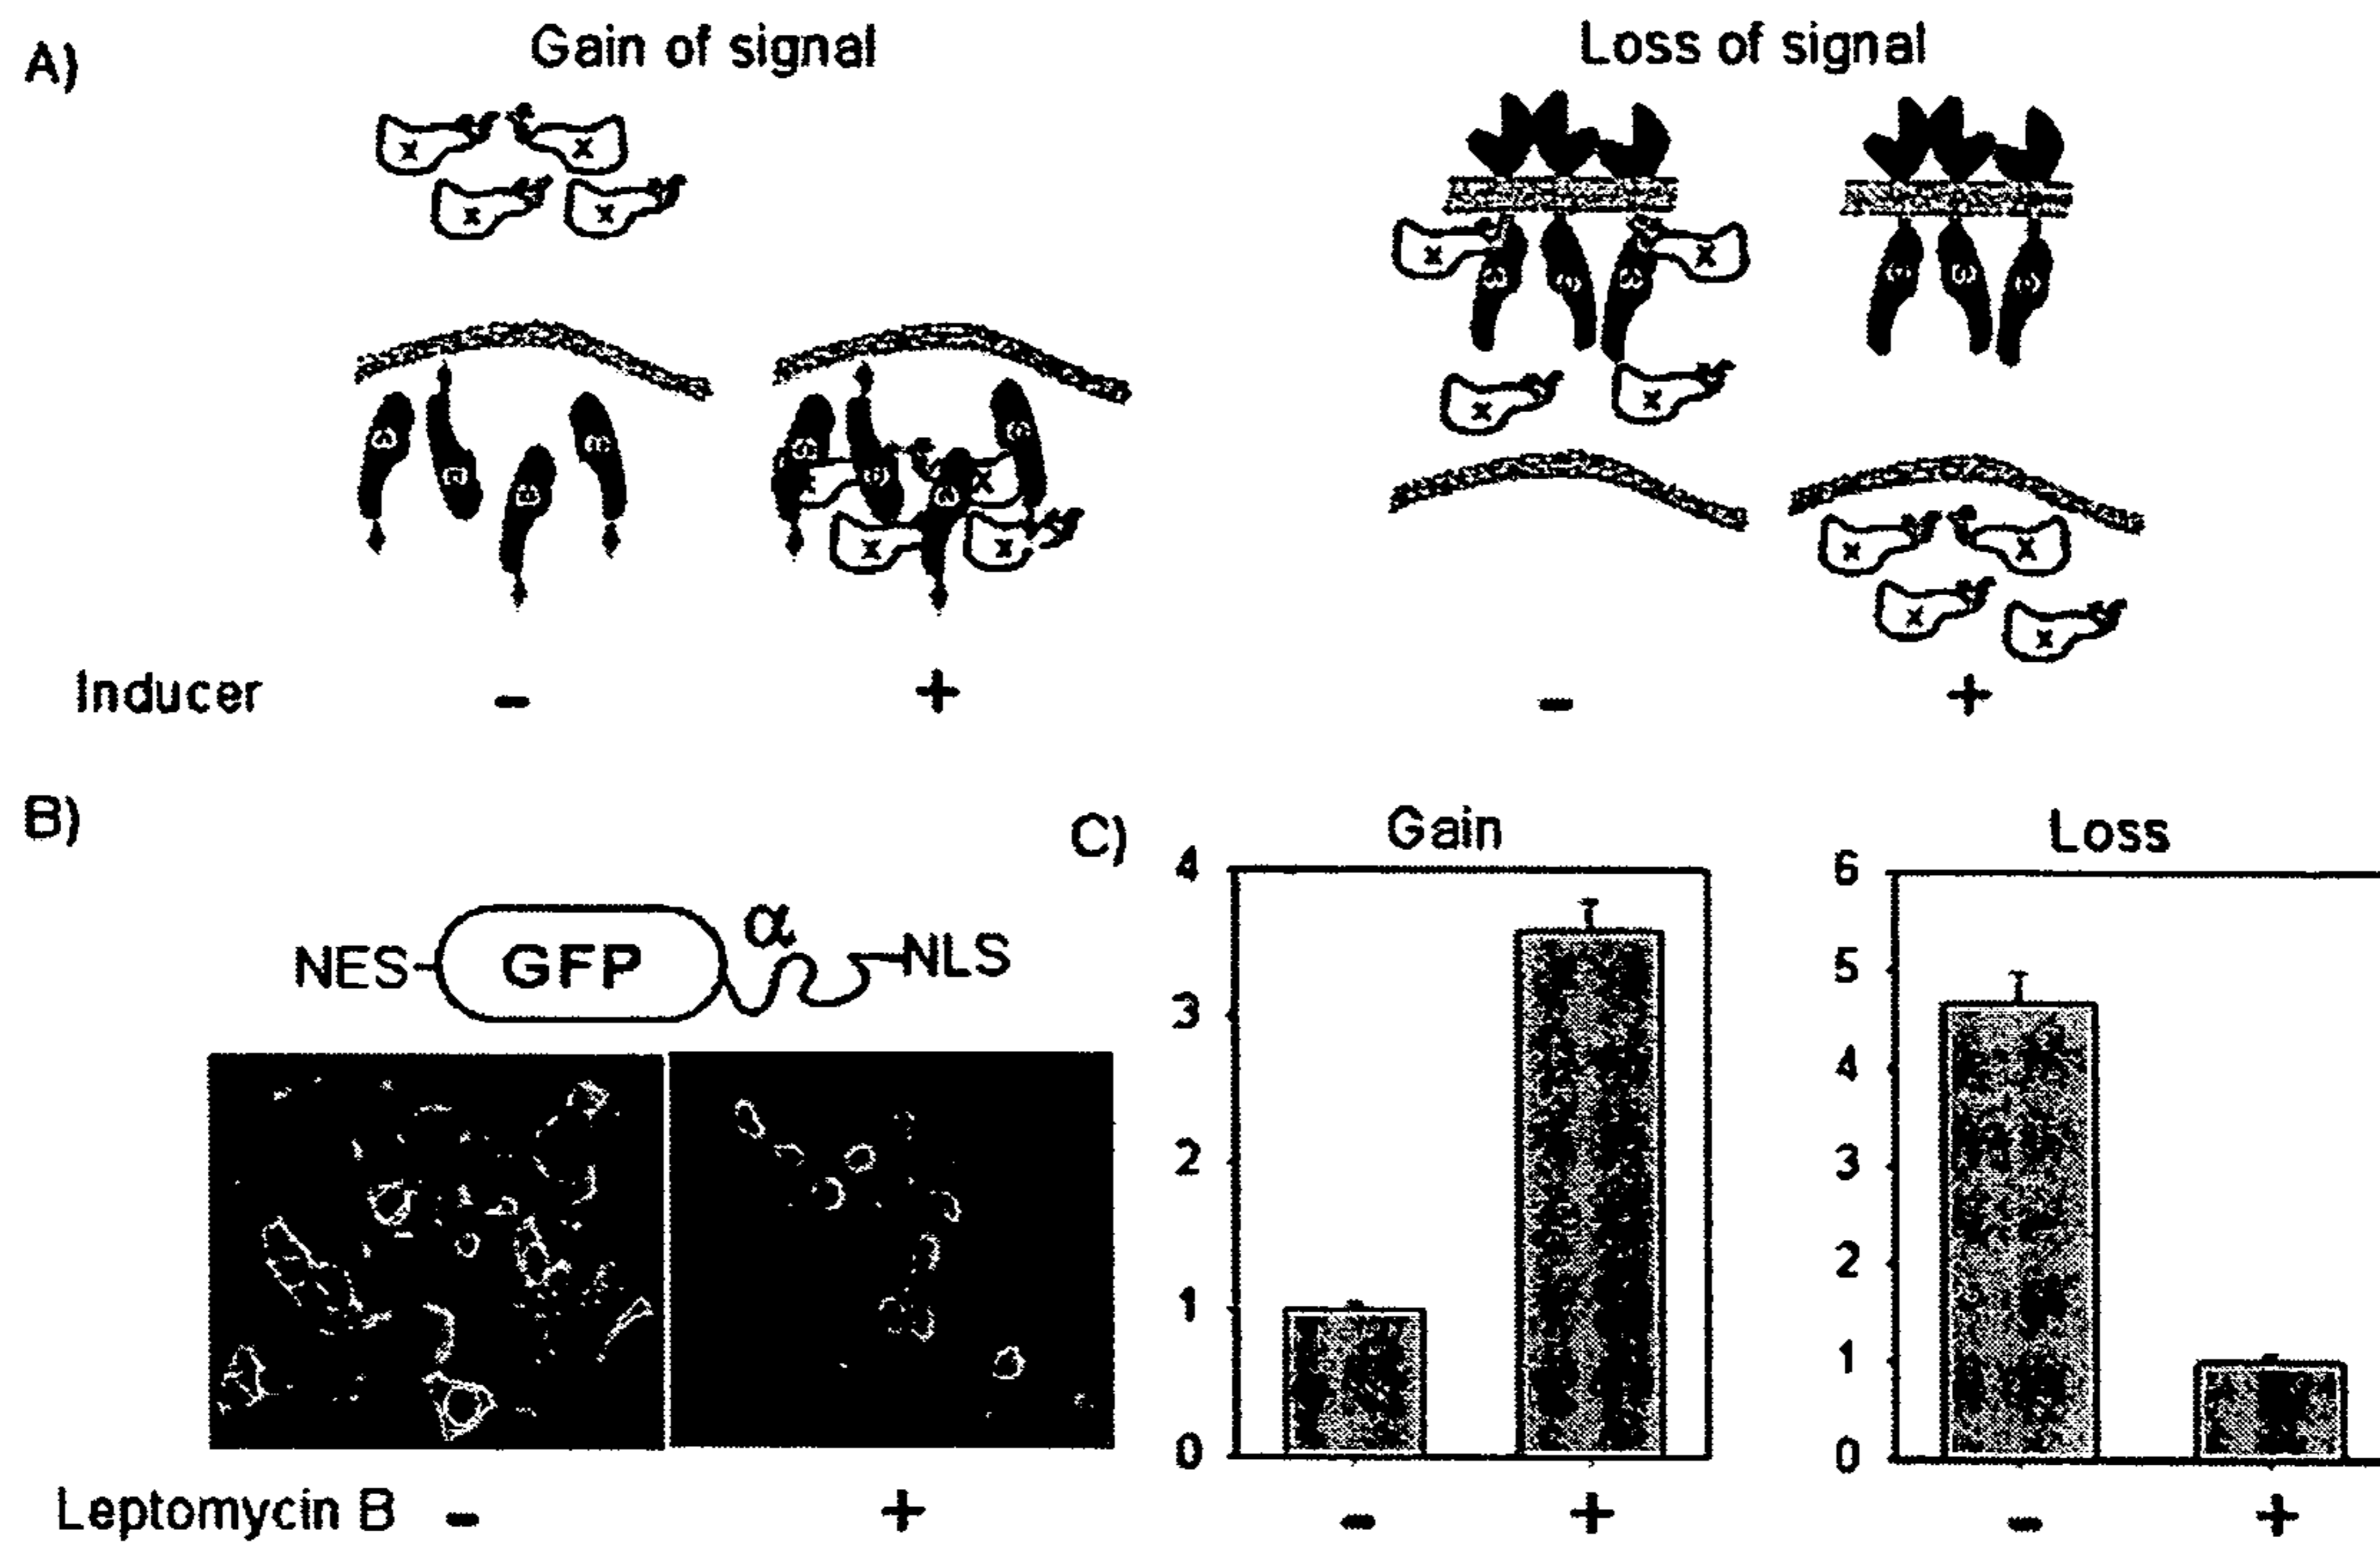 A)
Gain of signal
Loss of signal
x x
x x
x x
x x
x x
x x
x x
x x
Inducer - + - +
B)
NES GFP α NLS
Leptomycin B - +
C)
Gain
4
3
2
1
0
- +
Loss
6
5
4
3
2
1
0
- +